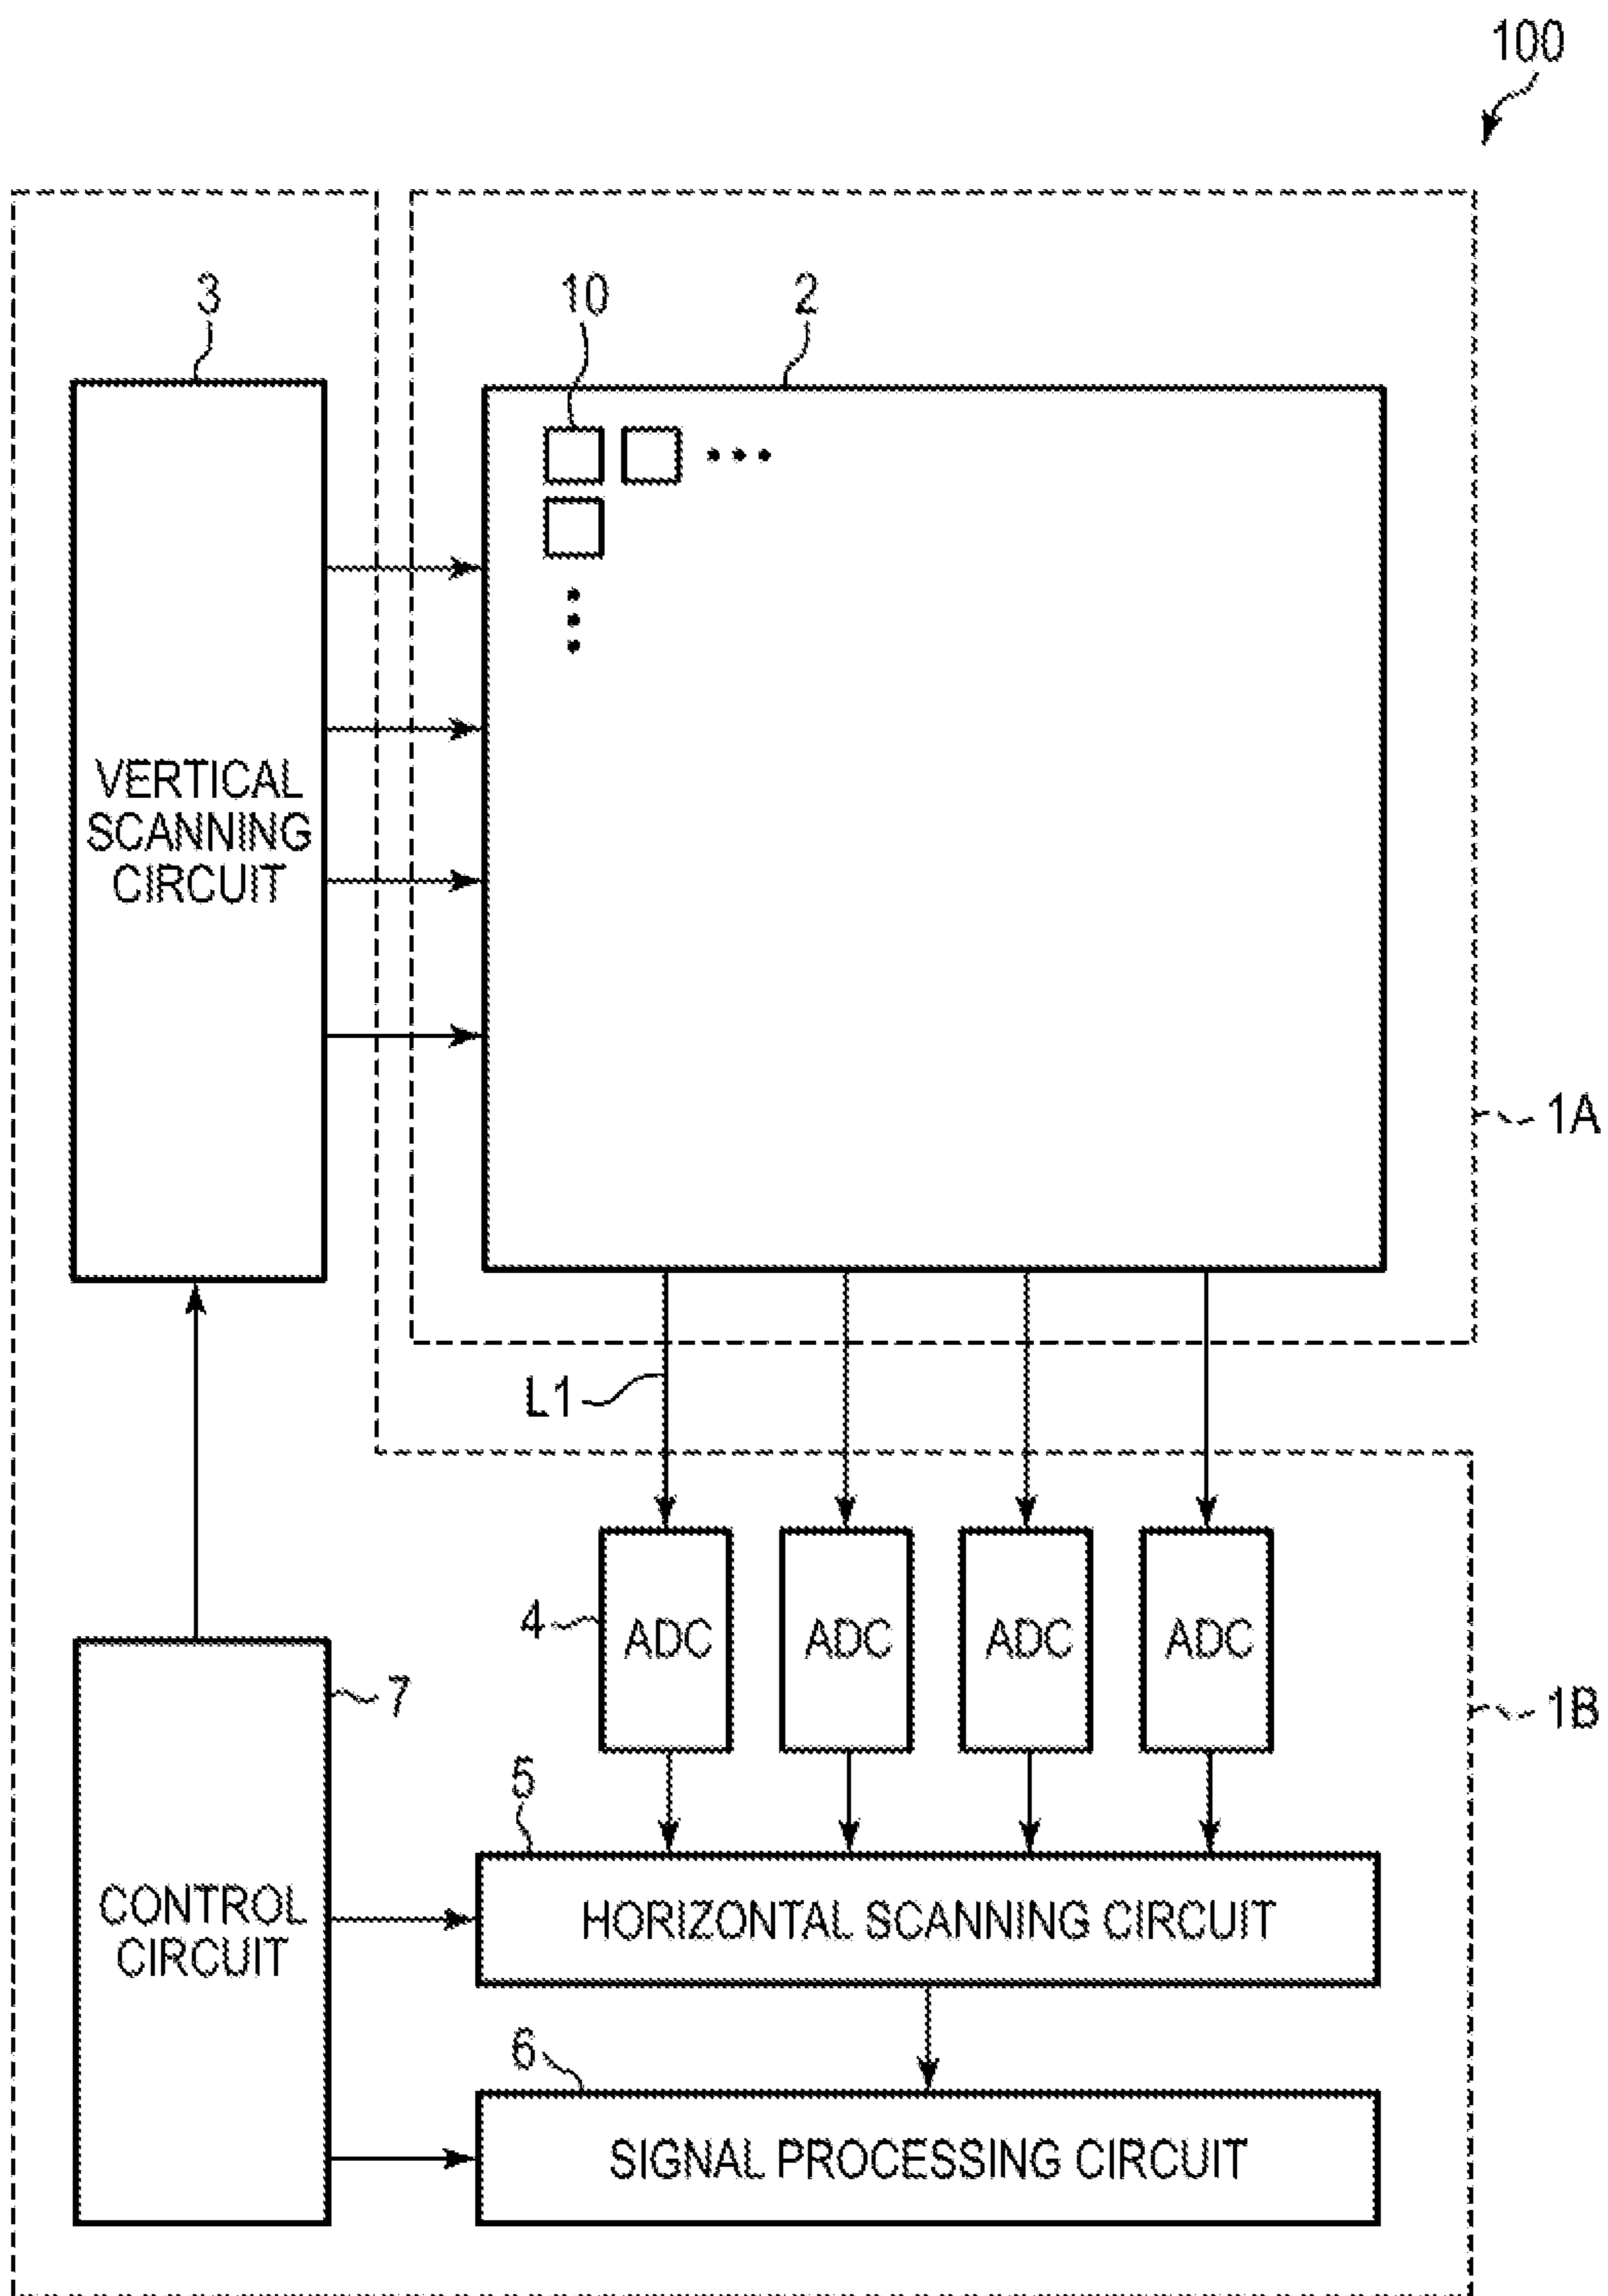 100
3
10
2
VERTICAL
SCANNING
CIRCUIT
1A
L1
4
ADC
ADC
ADC
ADC
7
1B
5
CONTROL
CIRCUIT
HORIZONTAL SCANNING CIRCUIT
6
SIGNAL PROCESSING CIRCUIT